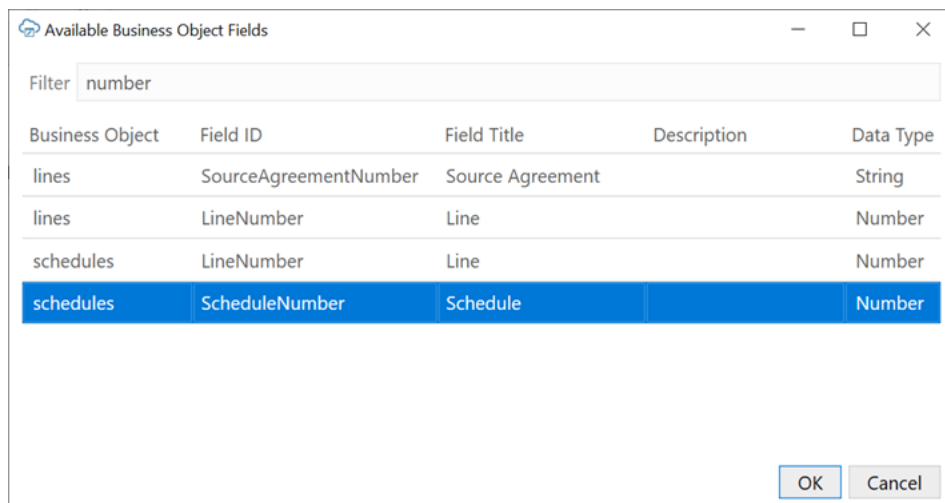 Available Business Object Fields
Filter number
Business Object Field ID Field Title Description Data Type
lines SourceAgreementNumber Source Agreement String
lines LineNumber Line Number
schedules LineNumber Line Number
schedules ScheduleNumber Schedule Number
OK Cancel